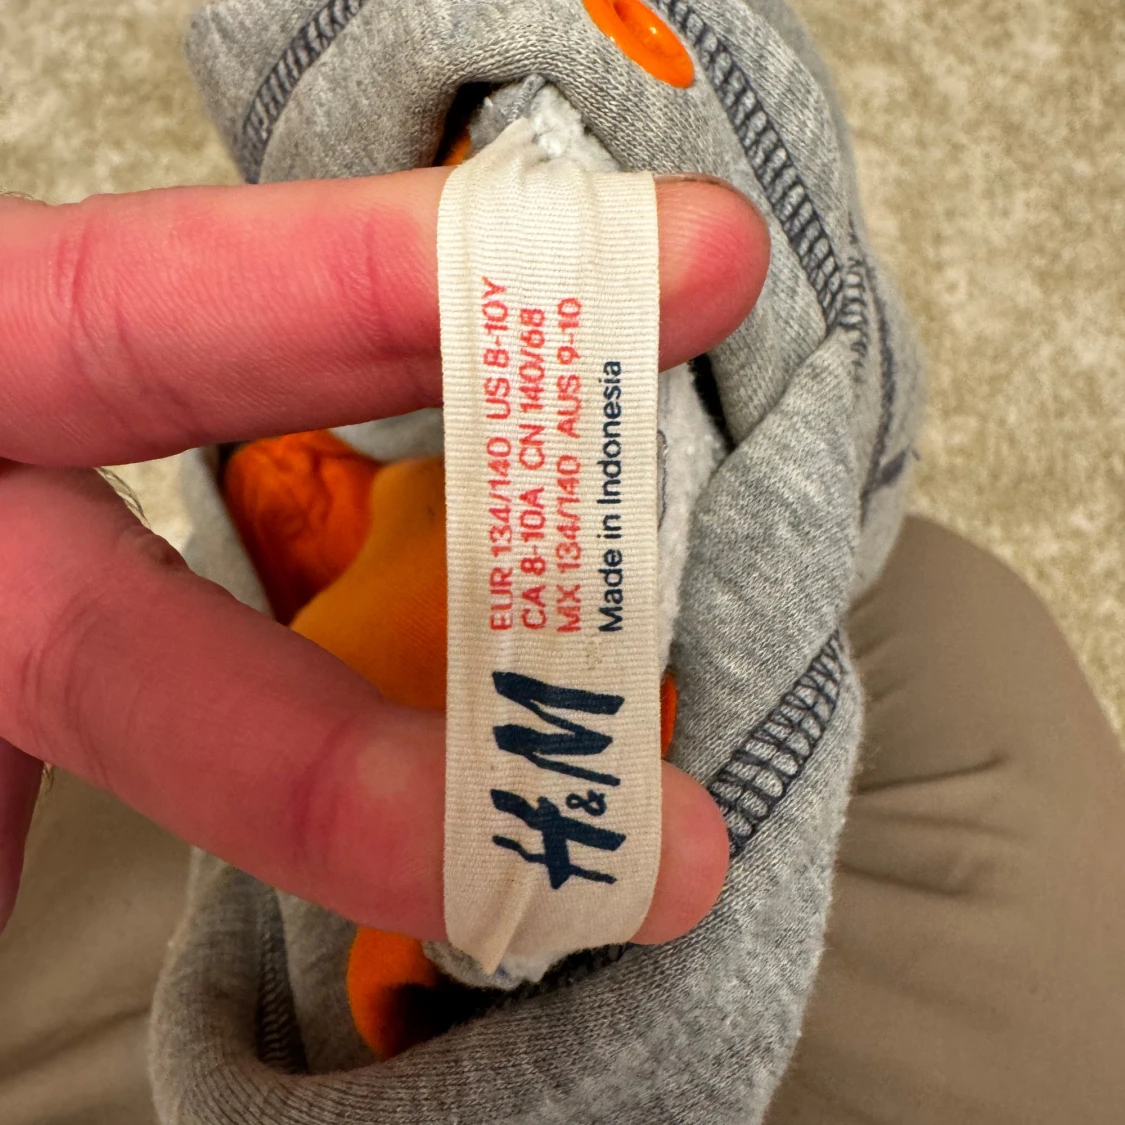 H&M
EUR 134/140 US 8-10Y
CA 8-10A CN 140/68
MX 134/140 AUS 9-10
Made in Indonesia